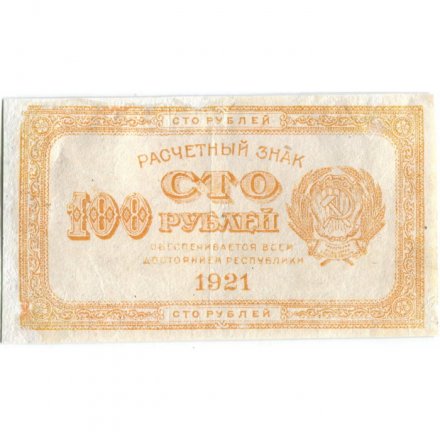 СТО РУБЛЕЙ
РАСЧЕТНЫЙ ЗНАК
СТО
100 РУБЛЕЙ
ОБЕСПЕЧИВАЕТСЯ ВСЕМ
ДОСТОЯНИЕМ РЕСПУБЛИКИ
1921
СТО РУБЛЕЙ